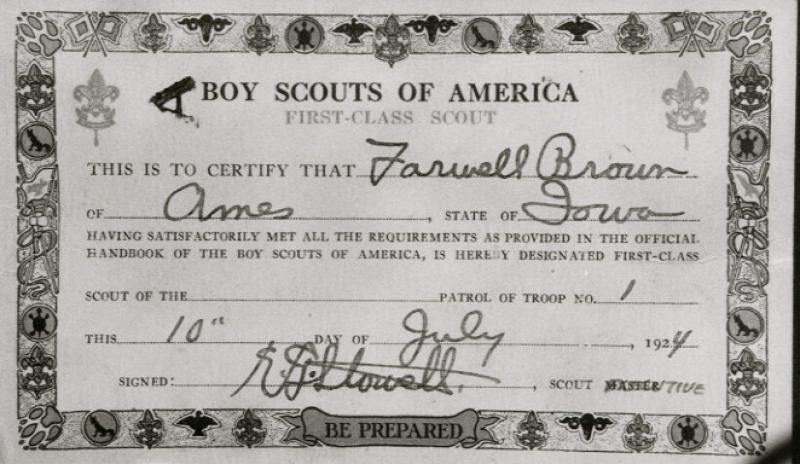 BOY SCOUTS OF AMERICA
FIRST-CLASS SCOUT
THIS IS TO CERTIFY THAT Farwell Brown
OF Ames, STATE OF Iowa
HAVING SATISFACTORILY MET ALL THE REQUIREMENTS AS PROVIDED IN THE OFFICIAL
HANDBOOK OF THE BOY SCOUTS OF AMERICA, IS HEREBY DESIGNATED FIRST-CLASS
SCOUT OF THE PATROL OF TROOP NO. 1
THIS 10" DAY OF July, 1924
SIGNED: Stowell, SCOUT
BE PREPARED